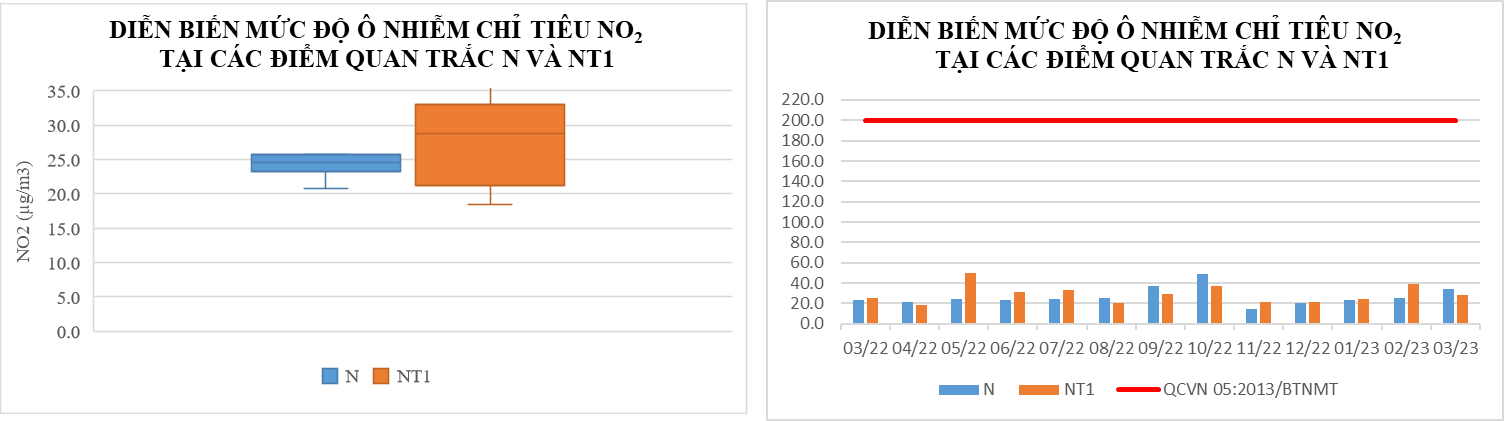 DIỄN BIẾN MỨC ĐỘ Ô NHIỄM CHỈ TIÊU NO2
TẠI CÁC ĐIỂM QUAN TRẮC N VÀ NT1
35.0
30.0
25.0
20.0
15.0
10.0
5.0
0.0
NO2 (µg/m3)
N NT1
DIỄN BIẾN MỨC ĐỘ Ô NHIỄM CHỈ TIÊU NO2
TẠI CÁC ĐIỂM QUAN TRẮC N VÀ NT1
220.0
200.0
180.0
160.0
140.0
120.0
100.0
80.0
60.0
40.0
20.0
0.0
03/22 04/22 05/22 06/22 07/22 08/22 09/22 10/22 11/22 12/22 01/23 02/23 03/23
N NT1 QCVN 05:2013/BTNMT